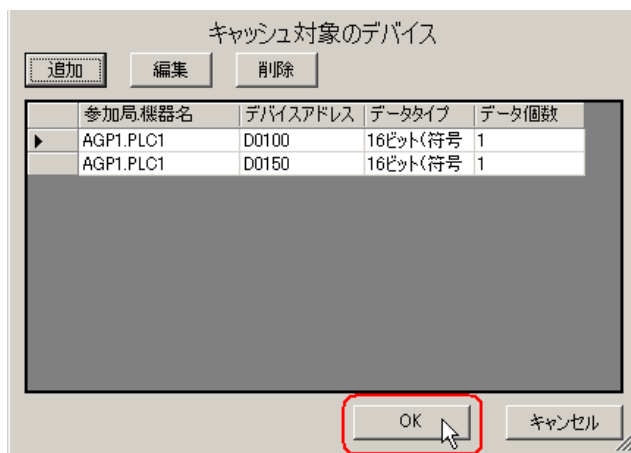 キャッシュ対象のデバイス
追加 編集 削除
参加局.機器名 デバイスアドレス データタイプ データ個数
AGP1.PLC1 D0100 16ビット(符号 1
AGP1.PLC1 D0150 16ビット(符号 1
OK キャンセル